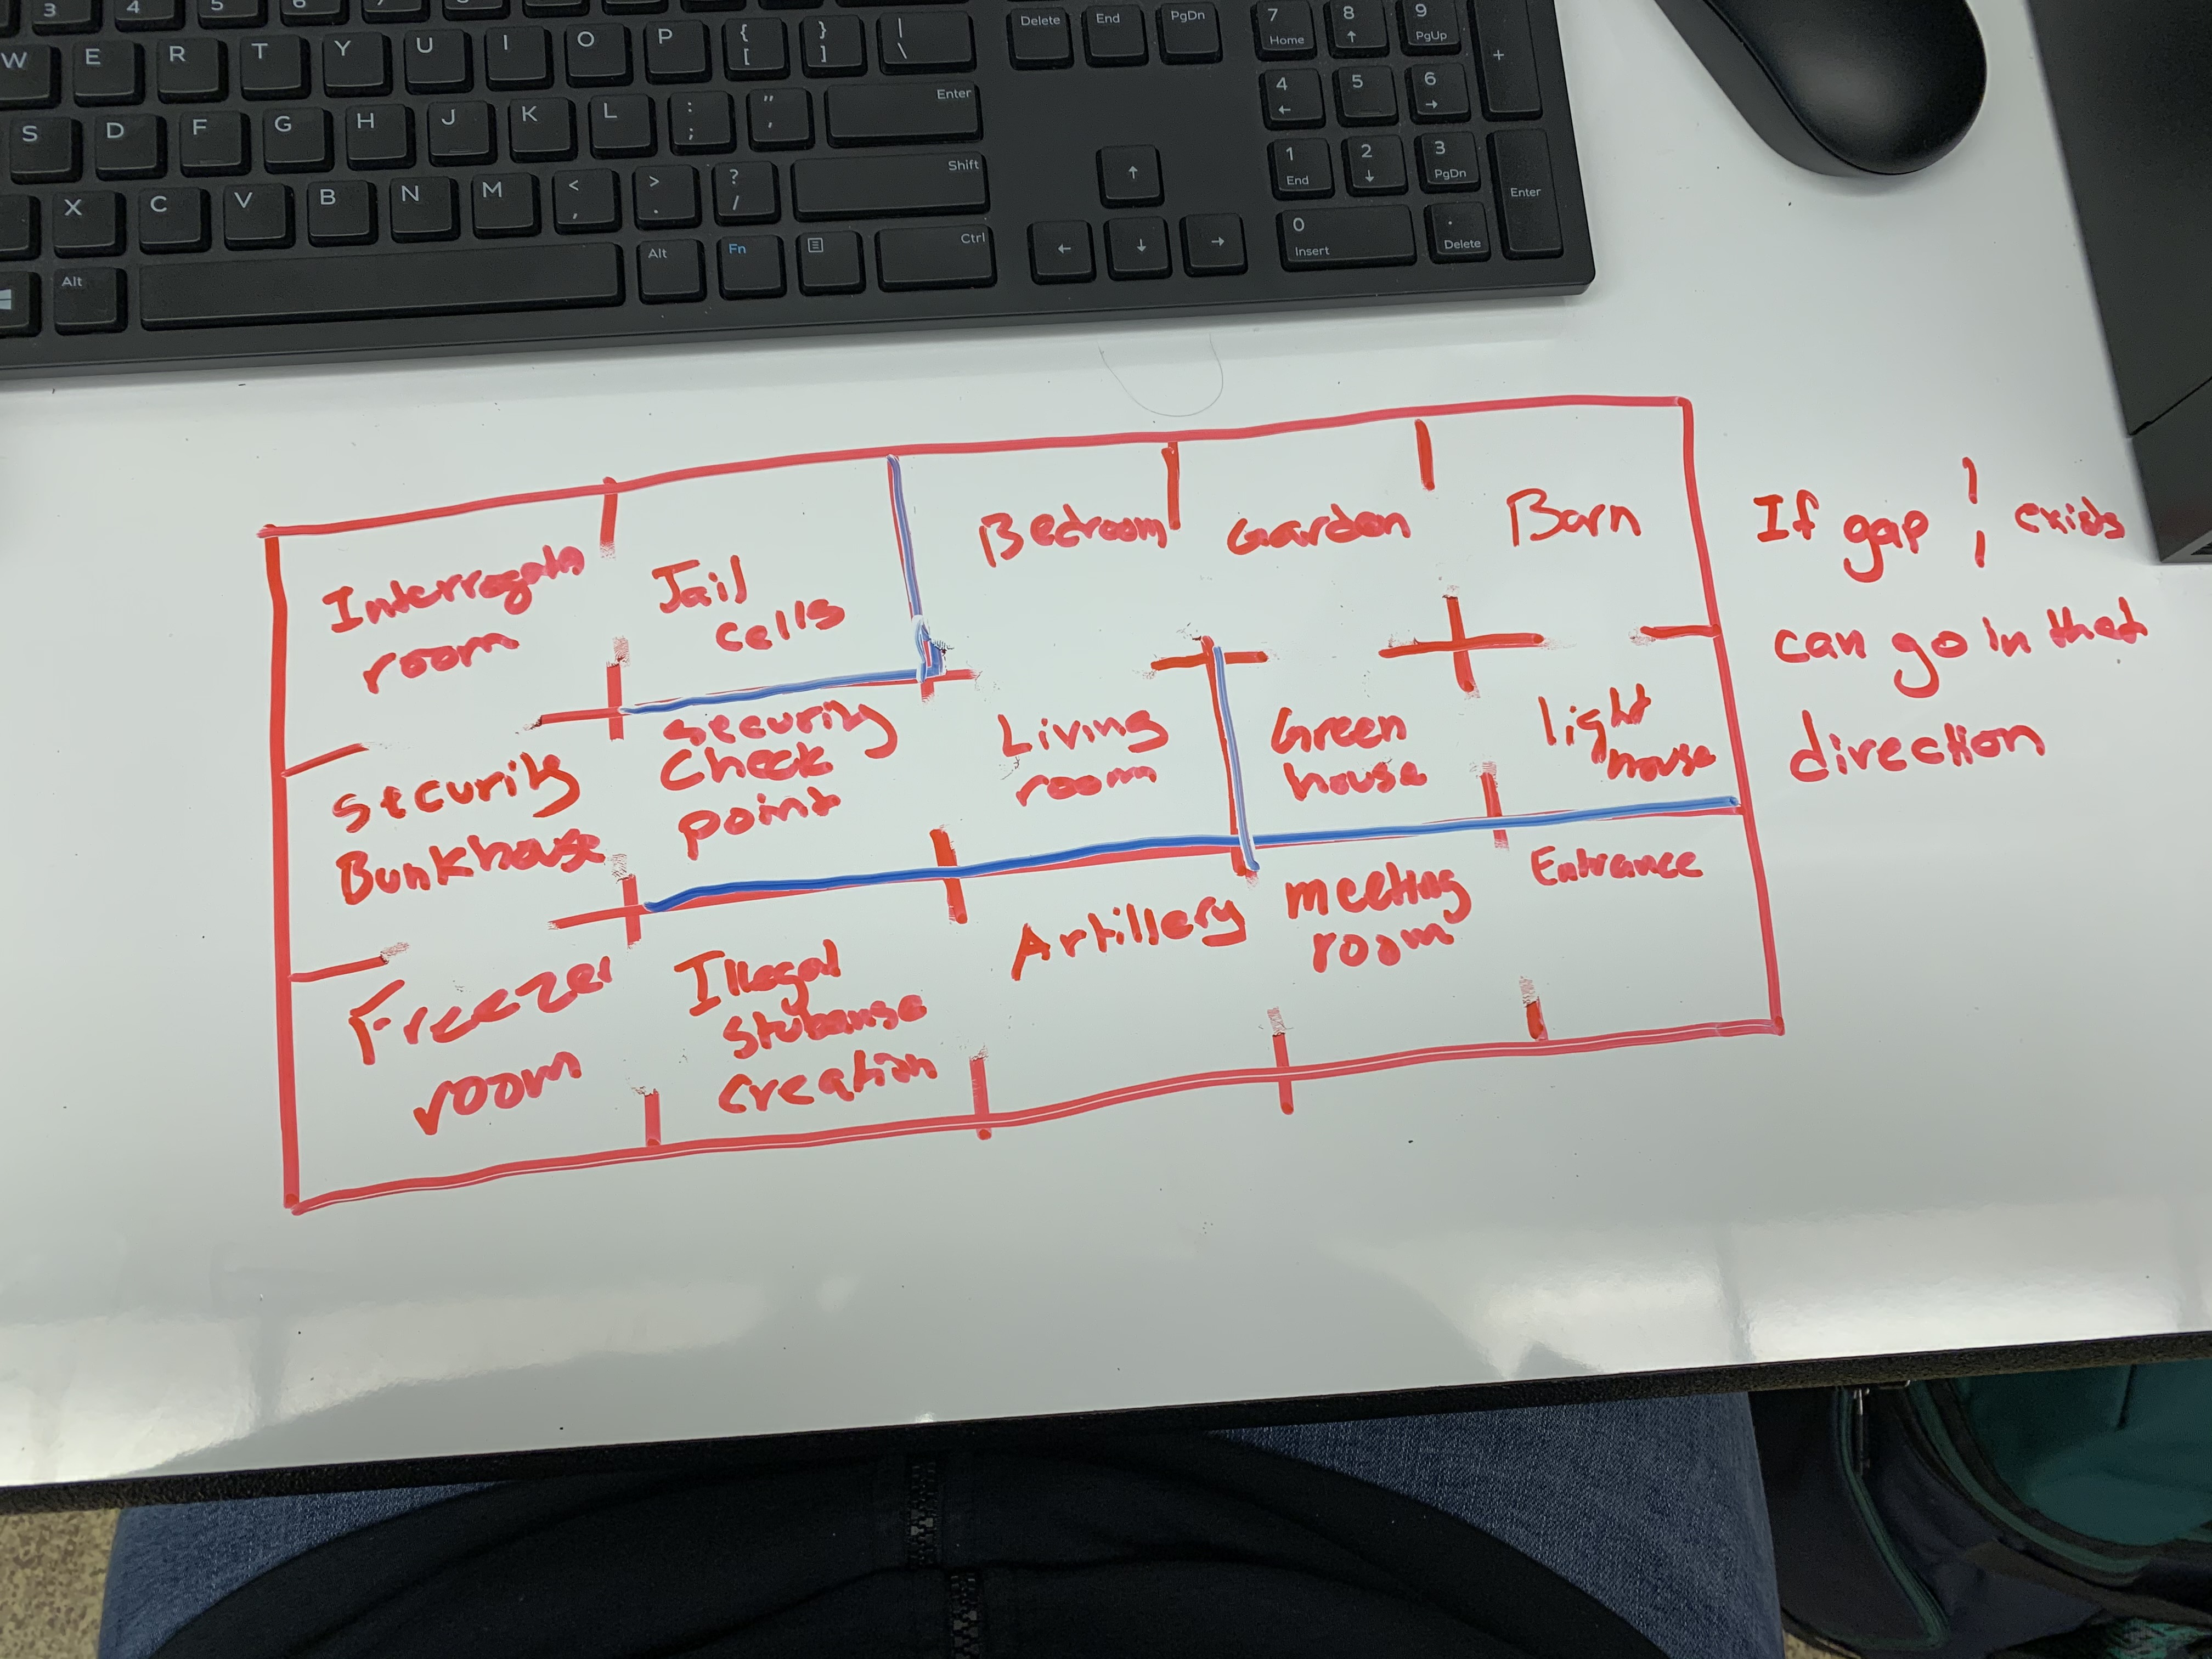 Interrogatn
room
Jail
cells
Bedroom
Garden
Barn
Security
Bunkhouse
Security
Check
point
Living
room
Green
house
light
house
Freezer
room
Illegal
substance
creation
Artillery
meeting
room
Entrance
If gap | | exists
can go in that
direction
W
E
R
T
Y
U
I
O
P
{ [
} ]
| \
S
D
F
G
H
J
K
L
: ;
" '
Enter
X
C
V
B
N
M
< ,
> .
? /
Shift
Alt
Alt
Fn
Ctrl
Delete
End
PgDn
7 Home
8
9 PgUp
4
5
6
+
1 End
2
3 PgDn
Enter
0 Insert
. Delete
3
4
5